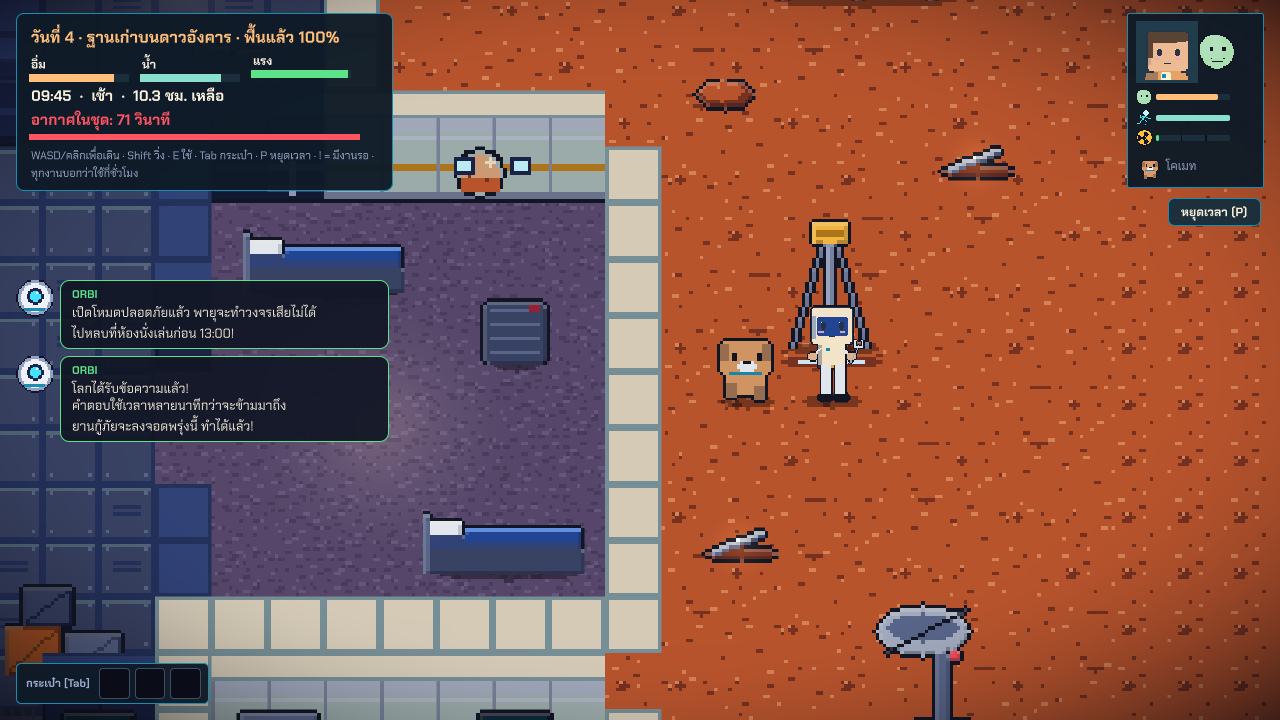 วันที่ 4 · ฐานเก่าบนดาวอังคาร · ฟื้นแล้ว 100%
อิ่ม น้ำ แรง
09:45 · เช้า · 10.3 ชม. เหลือ
อากาศในชุด: 71 วินาที
WASD/คลิกเพื่อเดิน · Shift วิ่ง · E ใช้ · Tab กระเป๋า · P หยุดเวลา · ! = มีงานรอ ·
ทุกงานบอกว่าใช้กี่ชั่วโมง
โคเมท
หยุดเวลา (P)
ORBI
เปิดโหมดปลอดภัยแล้ว พายุจะทำวงจรเสียไม่ได้
ไปหลบที่ห้องนั่งเล่นก่อน 13:00!
ORBI
โลกได้รับข้อความแล้ว!
คำตอบใช้เวลาหลายนาทีกว่าจะข้ามมาถึง
ยานกู้ภัยจะลงจอดพรุ่งนี้ ทำได้แล้ว!
กระเป๋า [Tab]